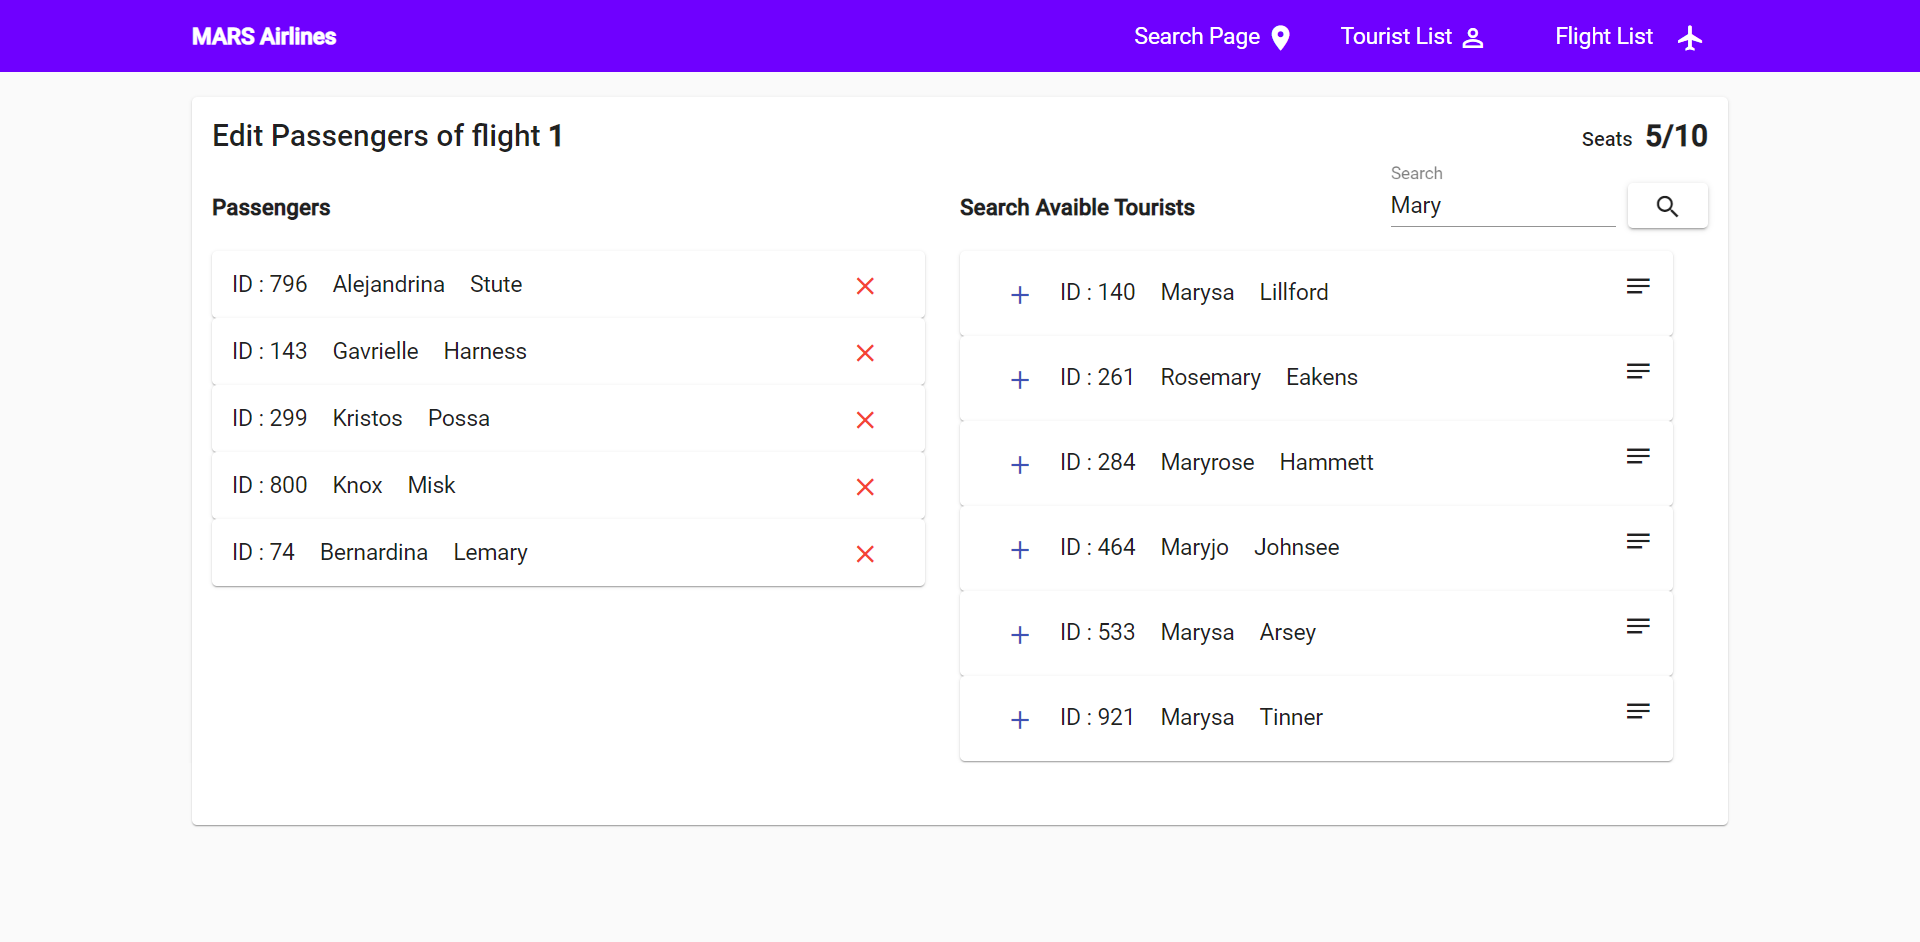 MARS Airlines
Search Page
Tourist List
Flight List
Edit Passengers of flight 1
Seats 5/10
Passengers
Search Avaible Tourists
Search
Mary
ID : 796 Alejandrina Stute
ID : 143 Gavrielle Harness
ID : 299 Kristos Possa
ID : 800 Knox Misk
ID : 74 Bernardina Lemary
ID : 140 Marysa Lillford
ID : 261 Rosemary Eakens
ID : 284 Maryrose Hammett
ID : 464 Maryjo Johnsee
ID : 533 Marysa Arsey
ID : 921 Marysa Tinner